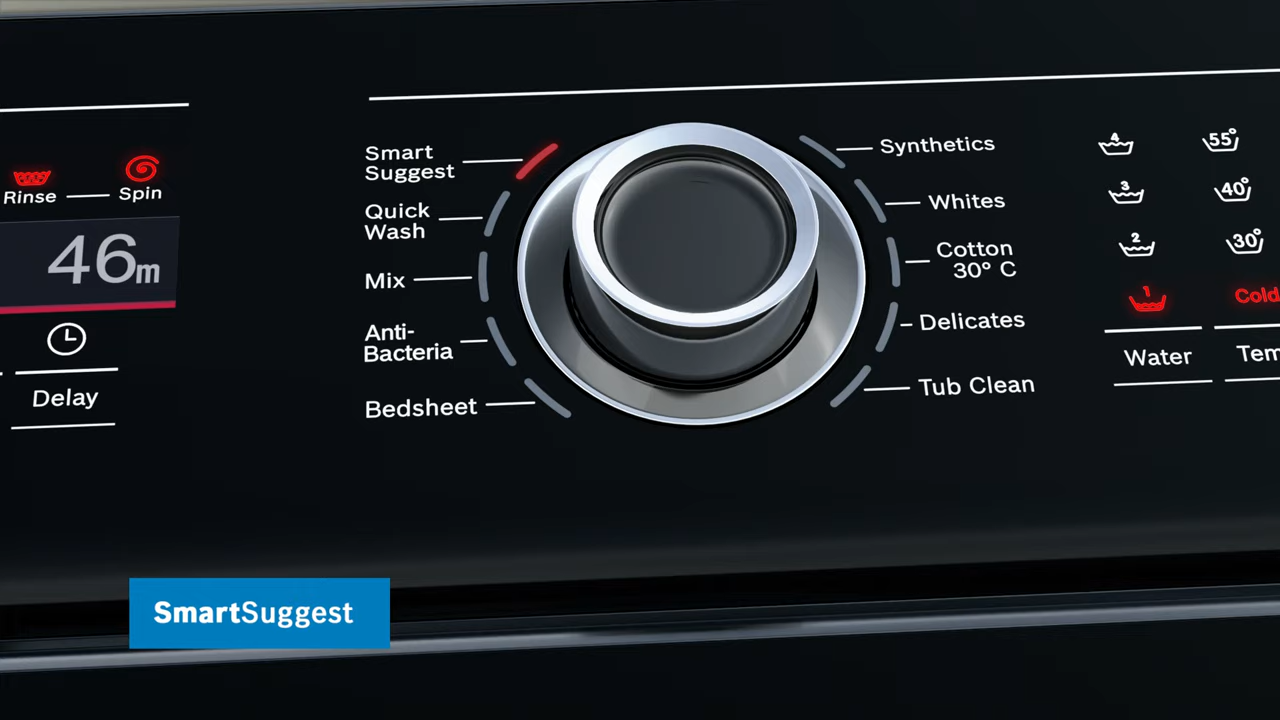 Rinse
Spin
46m
Delay
Smart
Suggest
Quick
Wash
Mix
Anti-
Bacteria
Bedsheet
Synthetics
Whites
Cotton
30° C
Delicates
Tub Clean
4
55°
3
40°
2
30°
1
Cold
Water
Tem
SmartSuggest